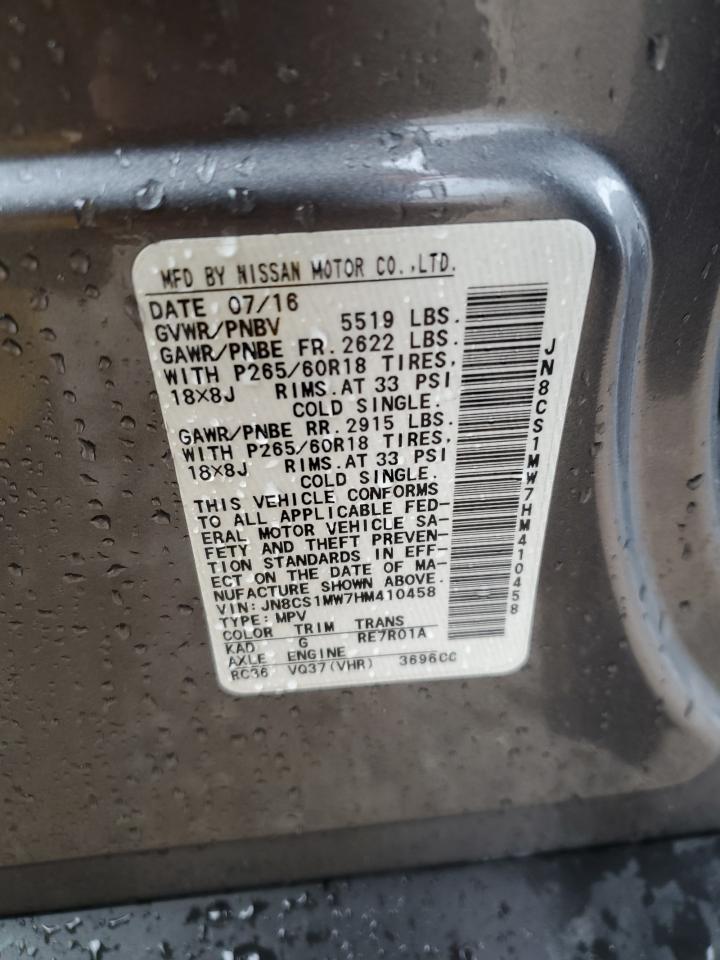 MFD BY NISSAN MOTOR CO.,LTD.
DATE 07/16
GVWR/PNBV 5519 LBS.
GAWR/PNBE FR. 2622 LBS.
WITH P265/60R18 TIRES,
18×8J RIMS.AT 33 PSI
COLD SINGLE.
GAWR/PNBE RR. 2915 LBS.
WITH P265/60R18 TIRES,
18×8J RIMS.AT 33 PSI
COLD SINGLE.
THIS VEHICLE CONFORMS
TO ALL APPLICABLE FED-
ERAL MOTOR VEHICLE SA-
FETY AND THEFT PREVEN-
TION STANDARDS IN EFF-
ECT ON THE DATE OF MA-
NUFACTURE SHOWN ABOVE.
VIN: JN8CS1MW7HM410458
TYPE: MPV
COLOR TRIM TRANS
KAD G RE7R01A
AXLE ENGINE
RC36 VQ37(VHR) 3696CC
JN8CS1MW7HM410458